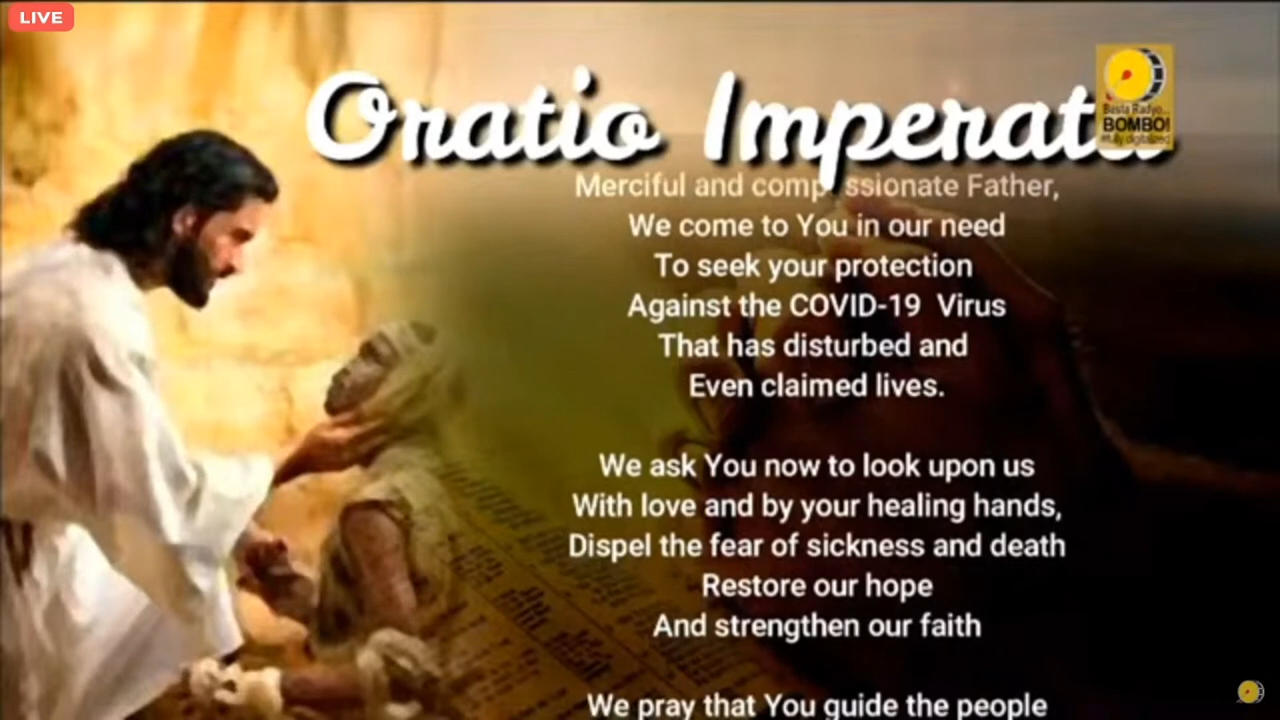 LIVE
Oratio Imperata
Basta Radyo..
BOMBO!
Merciful and comp ssionate Father,
We come to You in our need
To seek your protection
Against the COVID-19 Virus
That has disturbed and
Even claimed lives.
We ask You now to look upon us
With love and by your healing hands,
Dispel the fear of sickness and death
Restore our hope
And strengthen our faith
We pray that You guide the people